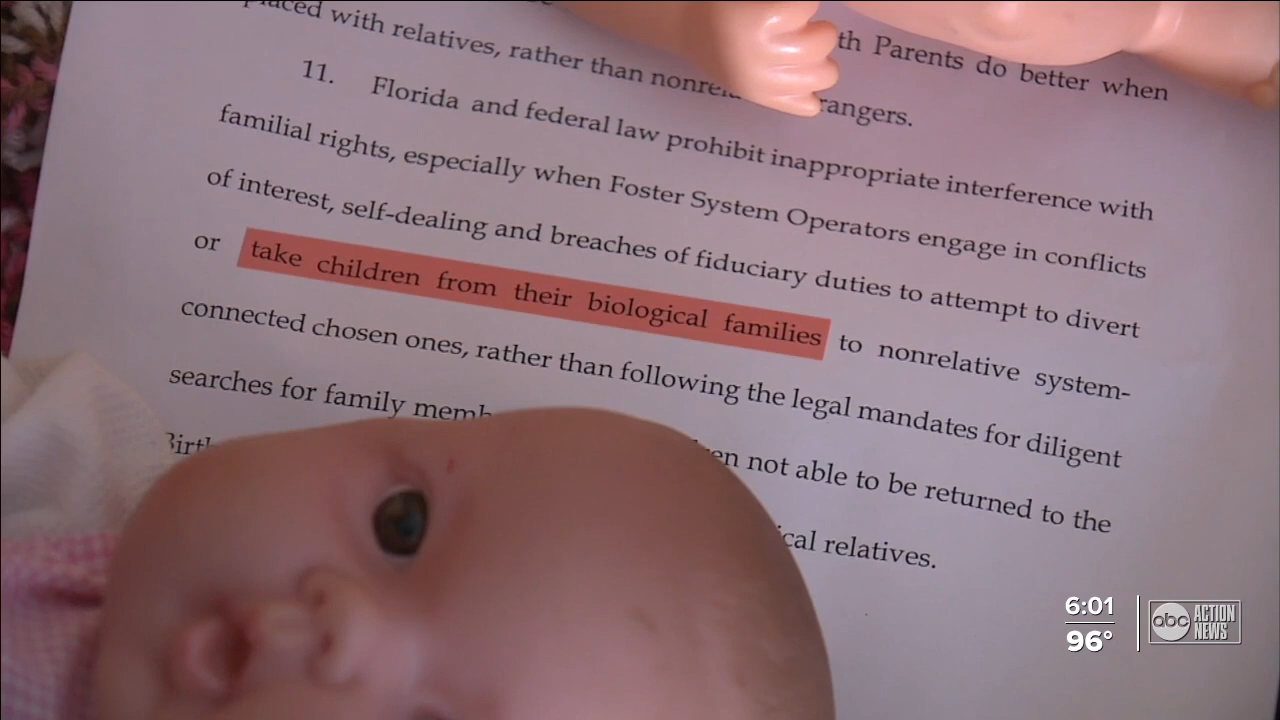 placed with relatives, rather than th Parents do better when
rangers.
11. Florida and federal law prohibit inappropriate interference with
familial rights, especially when Foster System Operators engage in conflicts
of interest, self-dealing and breaches of fiduciary duties to attempt to divert
or take children from their biological families to nonrelative system-
connected chosen ones, rather than following the legal mandates for diligent
searches for family
en not able to be returned to the
ical relatives.
6:01
96°
abc ACTION
NEWS